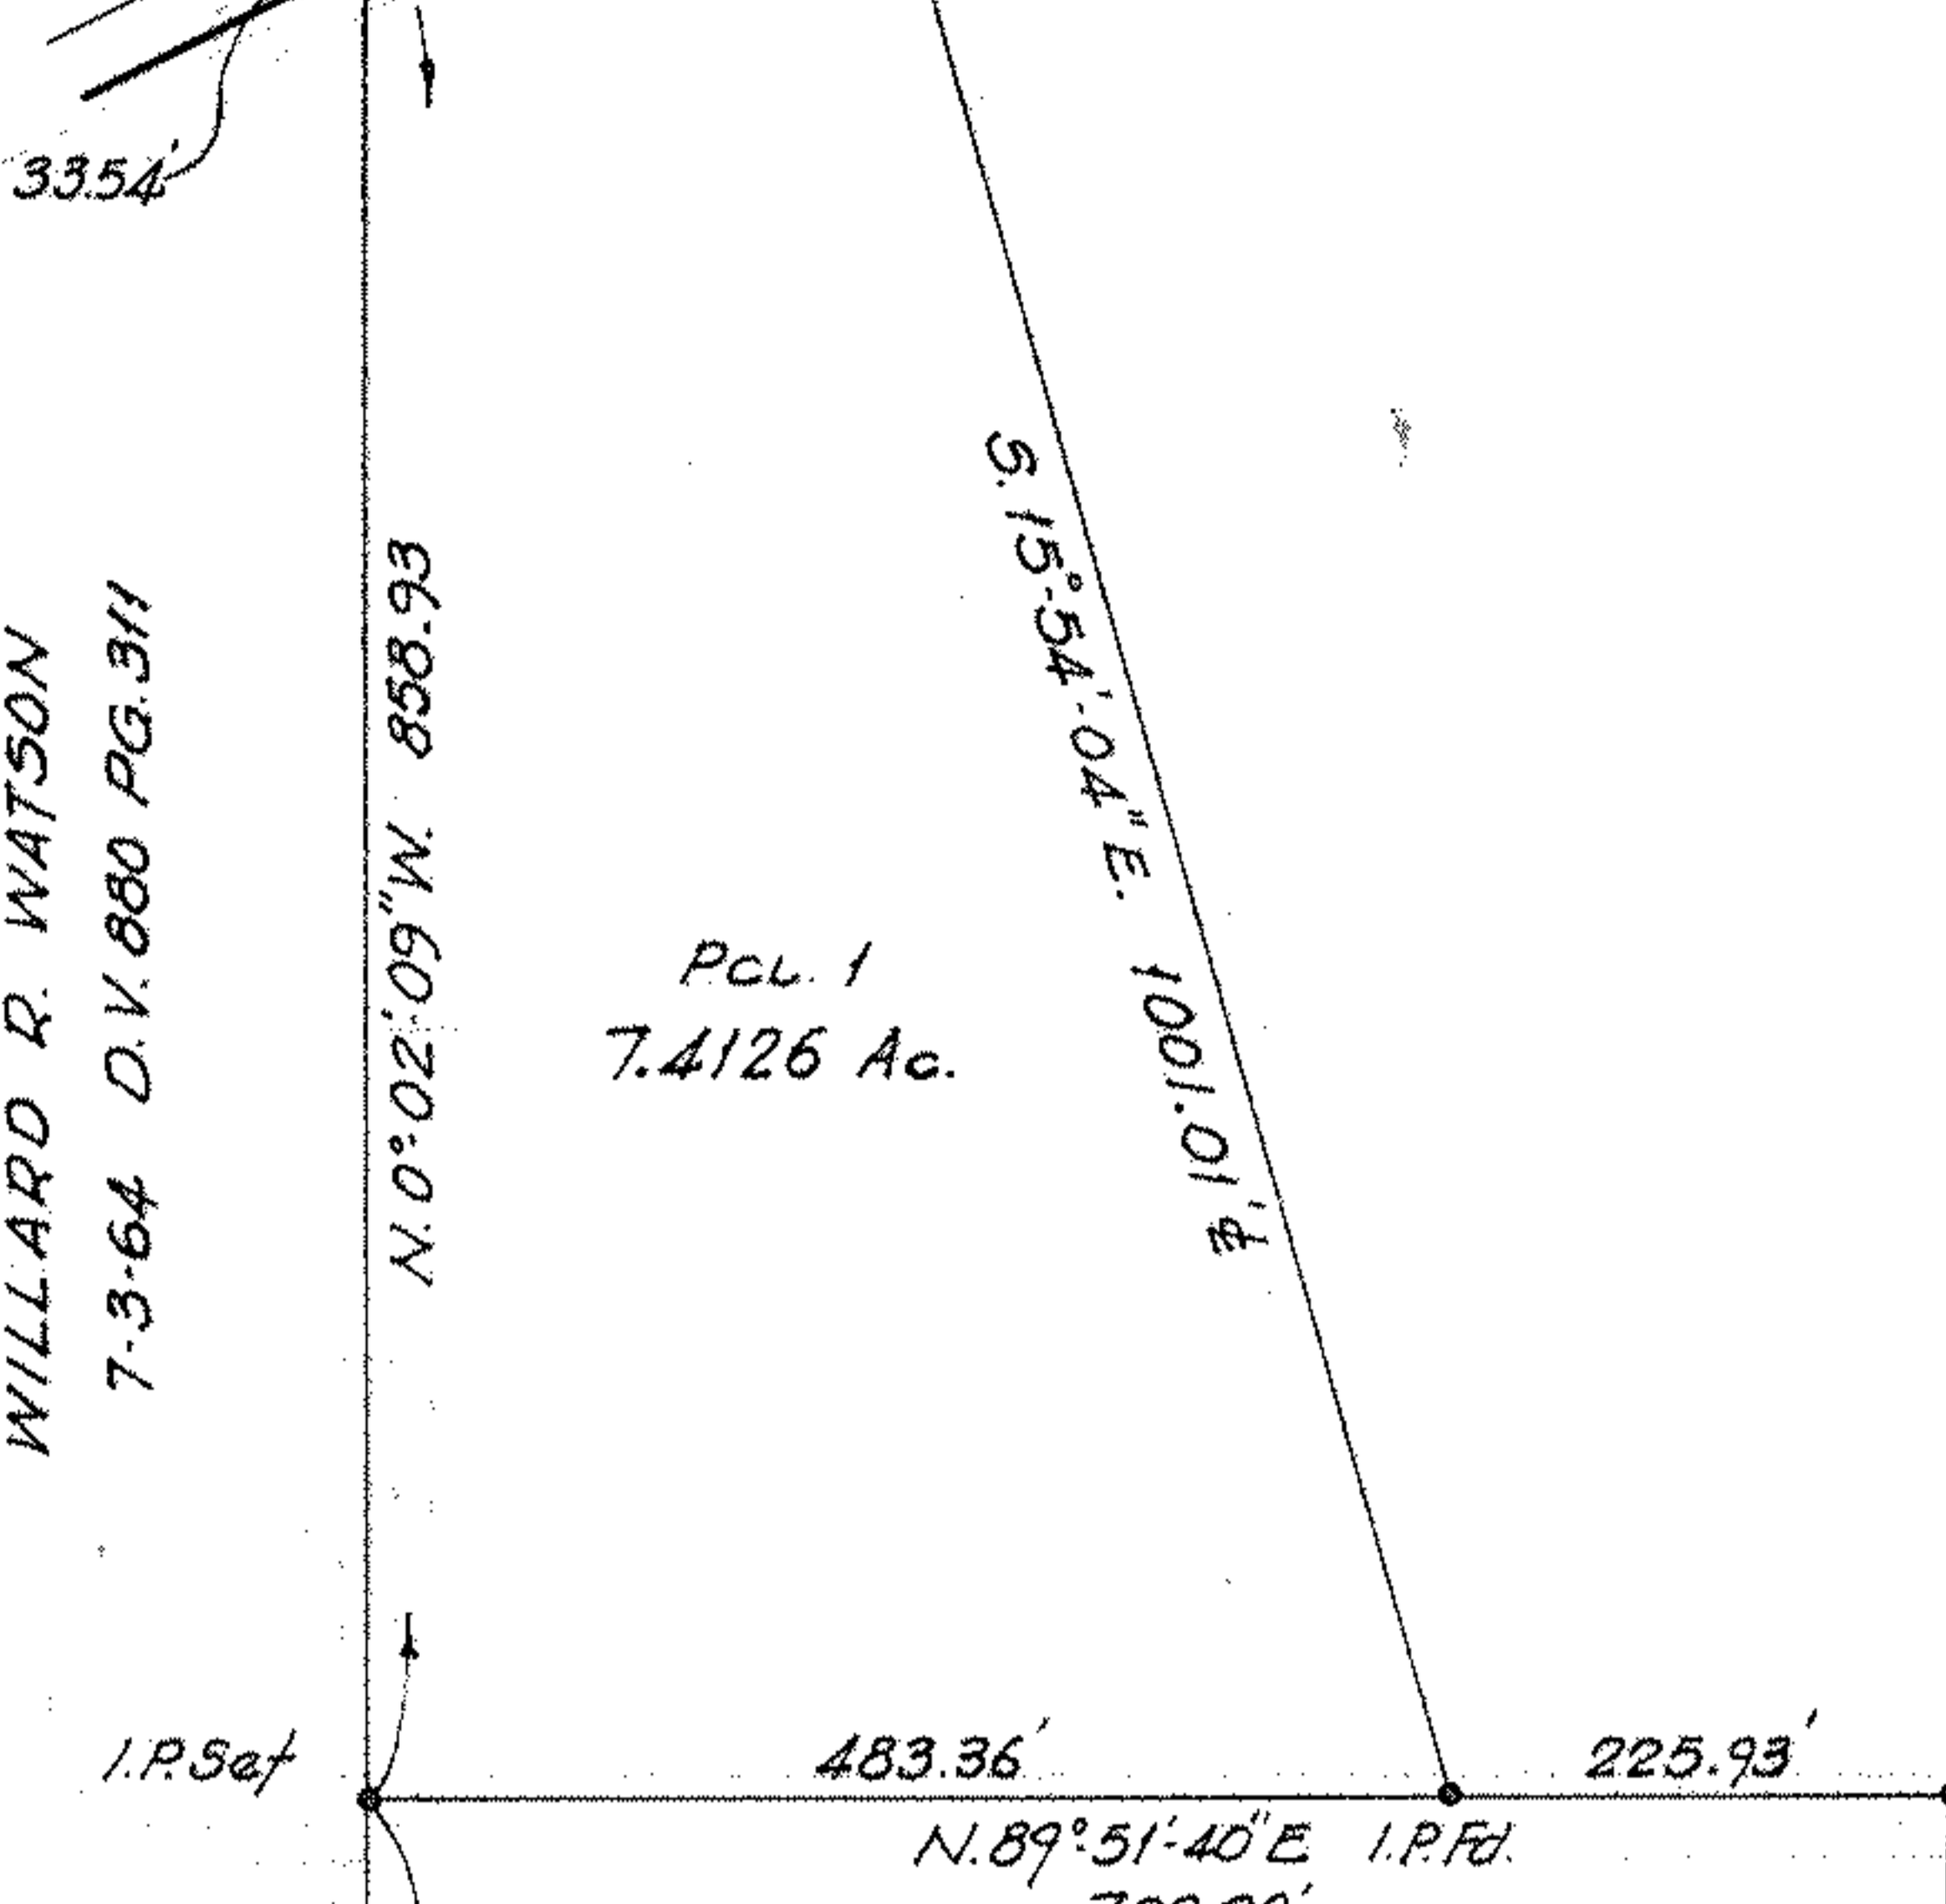 33.54'
WILLARD R. WATSON
7-3-64 D.V. 880 PG. 311
N. 0°-02'-09" W. 858.93
S. 15°-54'-04" E. 1001.01'
PCL. 1
7.4126 Ac.
I.P. Set
483.36'
225.93'
N. 89°-51'-40" E
I.P. Fd.